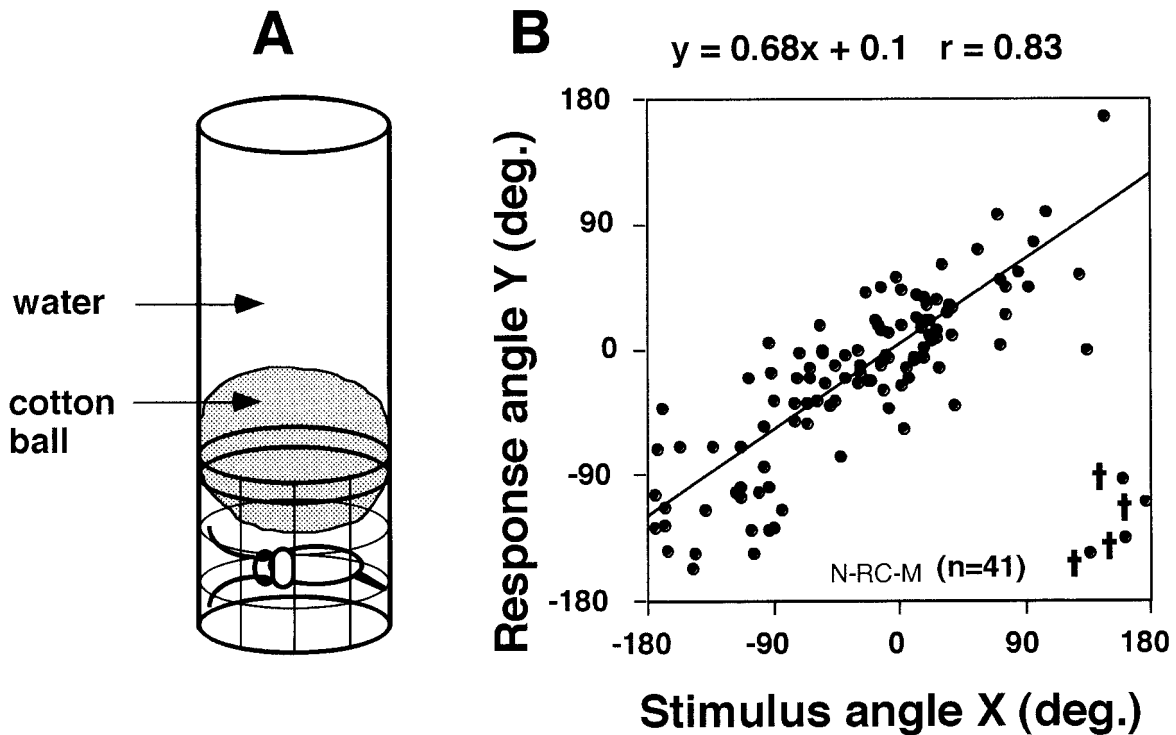 A
water
cotton
ball
B
y = 0.68x + 0.1 r = 0.83
Response angle Y (deg.)
180
90
0
-90
-180
N-RC-M (n=41)
-180 -90 0 90 180
Stimulus angle X (deg.)